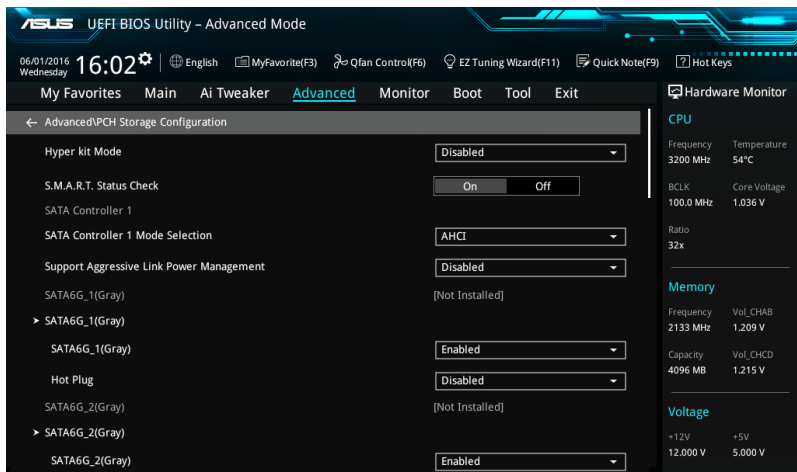 ASUS UEFI BIOS Utility – Advanced Mode
06/01/2016
Wednesday
16:02
English
MyFavorite(F3)
Qfan Control(F6)
EZ Tuning Wizard(F11)
Quick Note(F9)
? Hot Keys
My Favorites
Main
Ai Tweaker
Advanced
Monitor
Boot
Tool
Exit
← Advanced\PCH Storage Configuration
Hyper kit Mode Disabled
S.M.A.R.T. Status Check On Off
SATA Controller 1
SATA Controller 1 Mode Selection AHCI
Support Aggressive Link Power Management Disabled
SATA6G_1(Gray) [Not Installed]
➤ SATA6G_1(Gray)
SATA6G_1(Gray) Enabled
Hot Plug Disabled
SATA6G_2(Gray) [Not Installed]
➤ SATA6G_2(Gray)
SATA6G_2(Gray) Enabled
Hardware Monitor
CPU
Frequency Temperature
3200 MHz 54°C
BCLK Core Voltage
100.0 MHz 1.036 V
Ratio
32x
Memory
Frequency Vol_CHAB
2133 MHz 1.209 V
Capacity Vol_CHCD
4096 MB 1.215 V
Voltage
+12V +5V
12.000 V 5.000 V